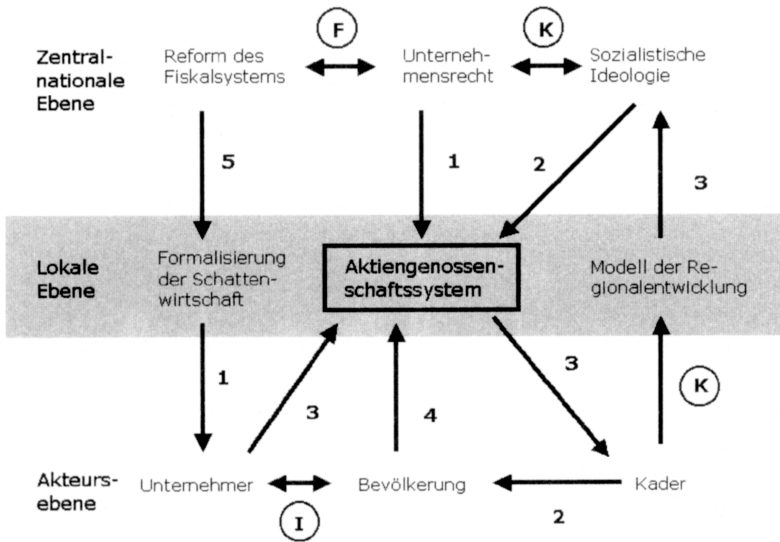 F
K
Zentral-
nationale
Ebene
Reform des
Fiskalsystems
Unterneh-
mensrecht
Sozialistische
Ideologie
5
1
2
3
Lokale
Ebene
Formalisierung
der Schatten-
wirtschaft
Aktiengenossen-
schaftssystem
Modell der Re-
gionalentwicklung
1
3
4
3
K
Akteurs-
ebene
Unternehmer
Bevölkerung
Kader
I
2